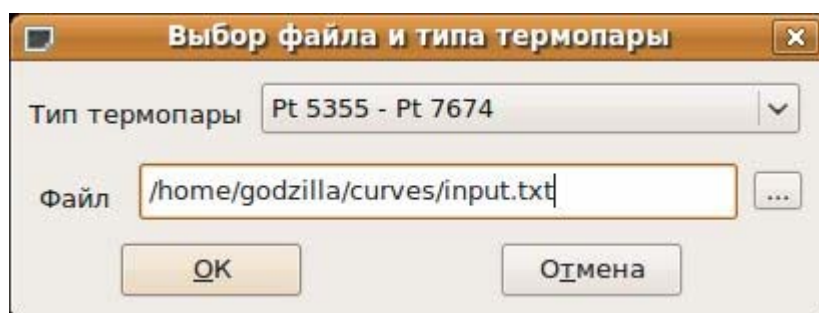 Выбор файла и типа термопары
Тип термопары Pt 5355 - Pt 7674
Файл /home/godzilla/curves/input.txt ...
OK Отмена